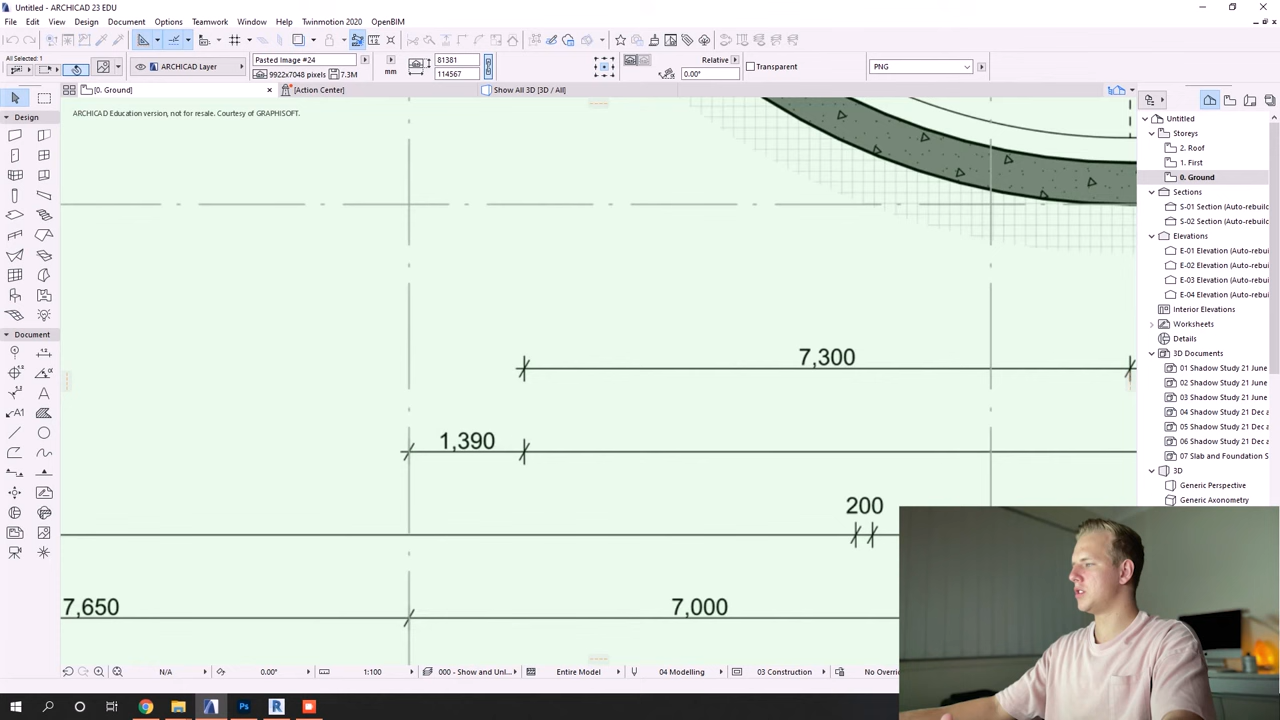 Untitled - ARCHICAD 23 EDU
File Edit View Design Document Options Teamwork Window Help Twinmotion 2020 OpenBIM
All Selected: 1
ARCHICAD Layer
Pasted Image #24
9922x7048 pixels 7.3M
mm
81381
114567
Relative
0.00°
Transparent
PNG
[0. Ground]
[Action Center]
Show All 3D [3D / All]
Design
Document
ARCHICAD Education version, not for resale. Courtesy of GRAPHISOFT.
7,300
1,390
200
7,650
7,000
Untitled
Storeys
2. Roof
1. First
0. Ground
Sections
S-01 Section (Auto-rebuild
S-02 Section (Auto-rebuild
Elevations
E-01 Elevation (Auto-rebu
E-02 Elevation (Auto-rebu
E-03 Elevation (Auto-rebu
E-04 Elevation (Auto-rebu
Interior Elevations
Worksheets
Details
3D Documents
01 Shadow Study 21 June
02 Shadow Study 21 June
03 Shadow Study 21 June
04 Shadow Study 21 Dec a
05 Shadow Study 21 Dec a
06 Shadow Study 21 Dec a
07 Slab and Foundation S
3D
Generic Perspective
Generic Axonometry
N/A
0.00°
1:100
000 - Show and Unl...
Entire Model
04 Modelling
03 Construction
No Overri
Ps
R